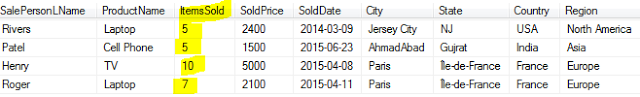 SalePersonLName ProductName ItemsSold SoldPrice SoldDate City State Country Region
Rivers Laptop 5 2400 2014-03-09 Jersey City NJ USA North America
Patel Cell Phone 5 1500 2015-06-23 AhmadAbad Gujrat India Asia
Henry TV 10 5000 2015-04-08 Paris Île-de-France France Europe
Roger Laptop 7 2100 2015-04-11 Paris Île-de-France France Europe